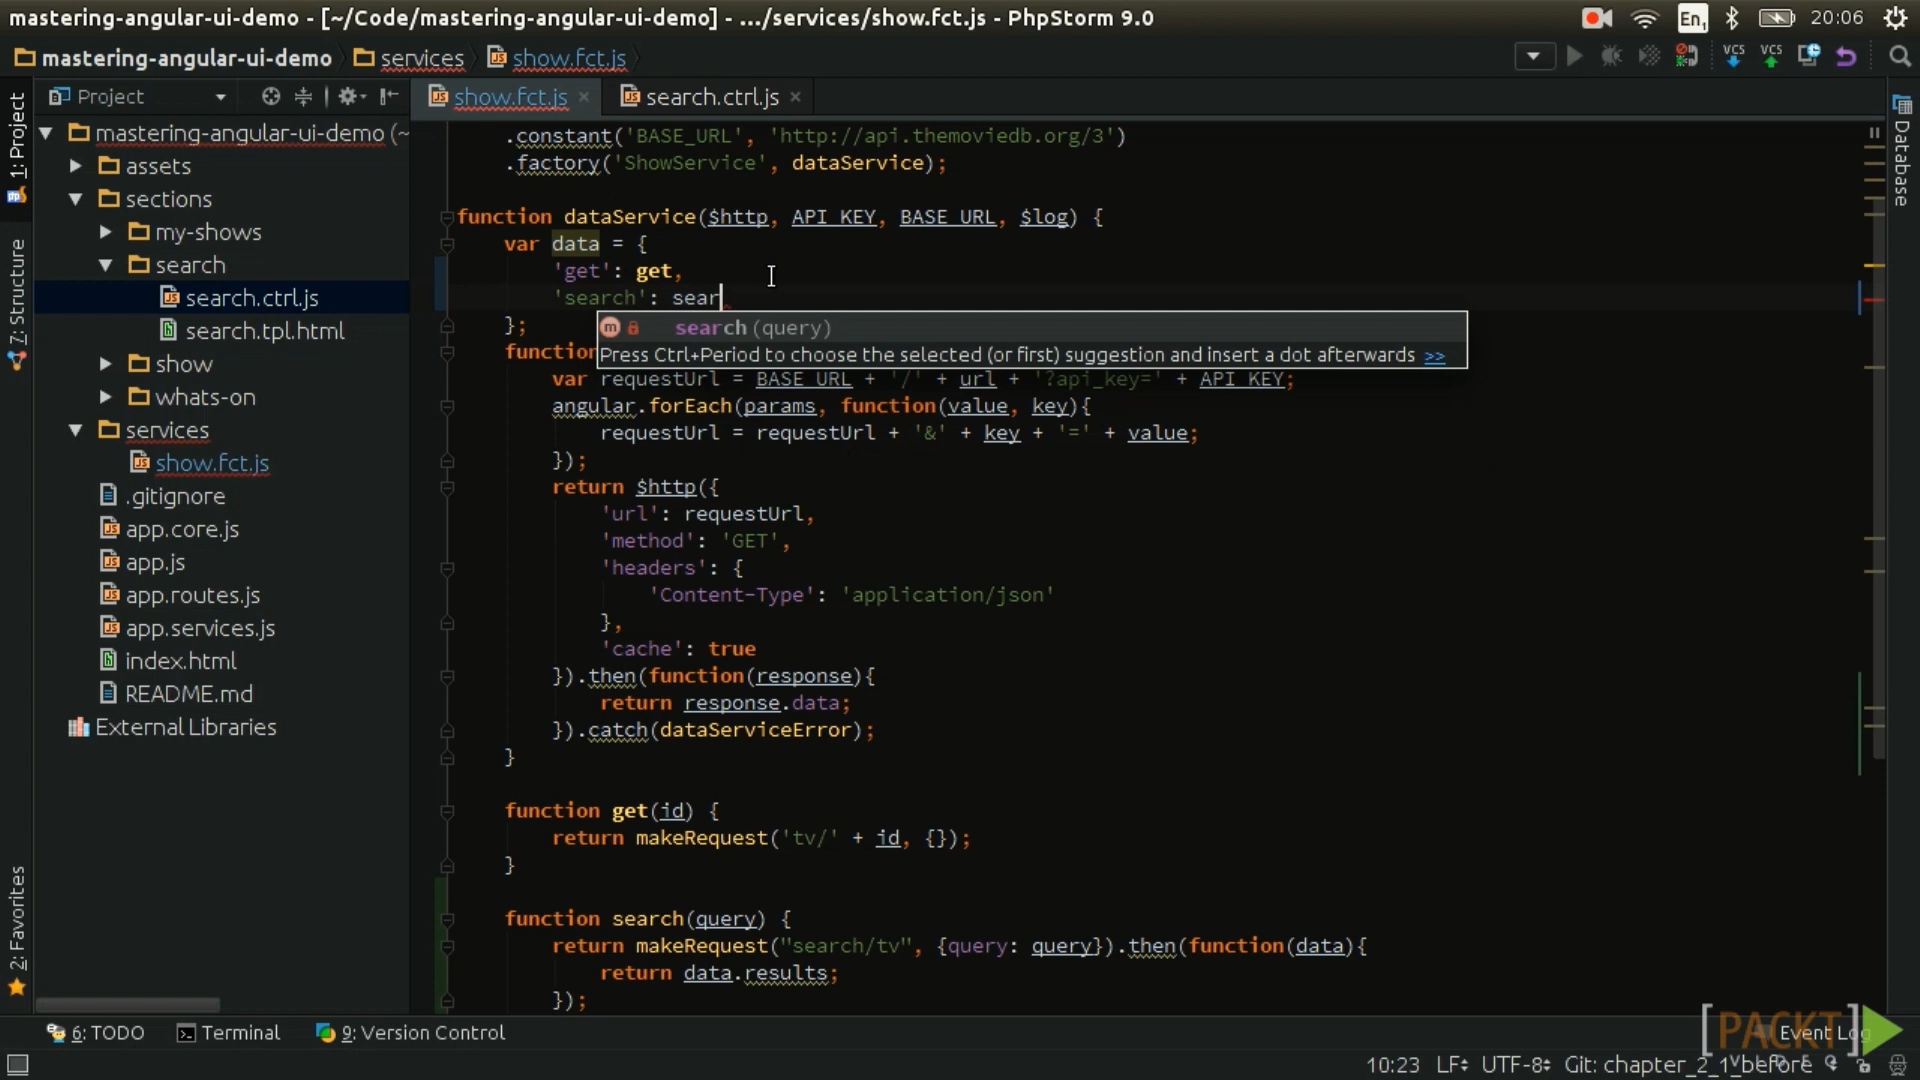 mastering-angular-ui-demo - [~/Code/mastering-angular-ui-demo] - .../services/show.fct.js - PhpStorm 9.0
En1
20:06
mastering-angular-ui-demo
services
show.fct.js
VCS
VCS
Project
show.fct.js
search.ctrl.js
1: Project
7: Structure
2: Favorites
Database
mastering-angular-ui-demo (~
assets
sections
my-shows
search
search.ctrl.js
search.tpl.html
show
whats-on
services
show.fct.js
.gitignore
app.core.js
app.js
app.routes.js
app.services.js
index.html
README.md
External Libraries
.constant('BASE_URL', 'http://api.themoviedb.org/3')
.factory('ShowService', dataService);
function dataService($http, API_KEY, BASE_URL, $log) {
var data = {
'get': get,
'search': sear
};
m search(query)
Press Ctrl+Period to choose the selected (or first) suggestion and insert a dot afterwards >>
function
var requestUrl = BASE_URL + '/' + url + '?api_key=' + API_KEY;
angular.forEach(params, function(value, key){
requestUrl = requestUrl + '&' + key + '=' + value;
});
return $http({
'url': requestUrl,
'method': 'GET',
'headers': {
'Content-Type': 'application/json'
},
'cache': true
}).then(function(response){
return response.data;
}).catch(dataServiceError);
}
function get(id) {
return makeRequest('tv/' + id, {});
}
function search(query) {
return makeRequest("search/tv", {query: query}).then(function(data){
return data.results;
});
6: TODO
Terminal
9: Version Control
[PACKT]
Event Log
VIDEO
10:23
LF
UTF-8
Git: chapter_2_1_before